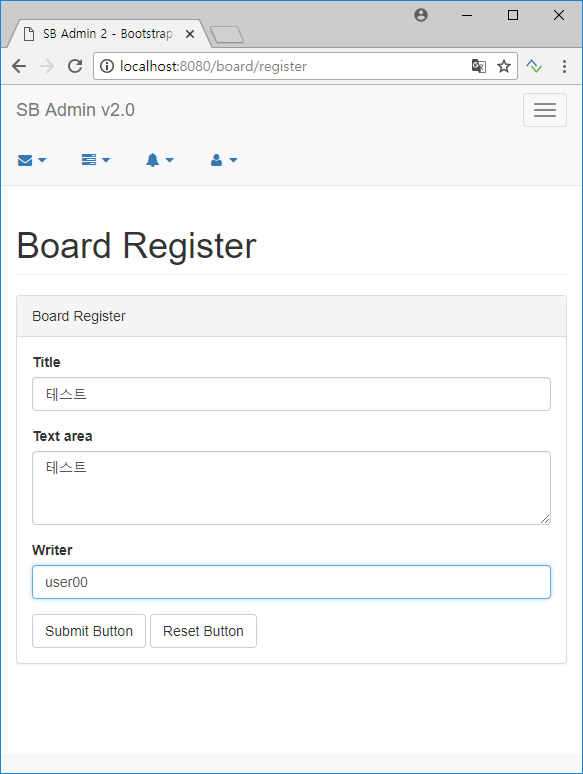 SB Admin 2 - Bootstrap
localhost:8080/board/register
SB Admin v2.0
Board Register
Board Register
Title
테스트
Text area
테스트
Writer
user00
Submit Button Reset Button